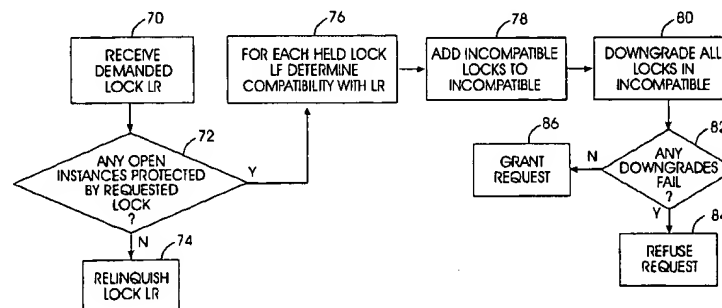 70
RECEIVE
DEMANDED
LOCK LR
72
ANY OPEN
INSTANCES PROTECTED
BY REQUESTED
LOCK
?
Y
N
74
RELINQUISH
LOCK LR
76
FOR EACH HELD LOCK
LF DETERMINE
COMPATIBILITY WITH LR
78
ADD INCOMPATIBLE
LOCKS TO
INCOMPATIBLE
80
DOWNGRADE ALL
LOCKS IN
INCOMPATIBLE
82
ANY
DOWNGRADES
FAIL
?
N
Y
86
GRANT
REQUEST
84
REFUSE
REQUEST